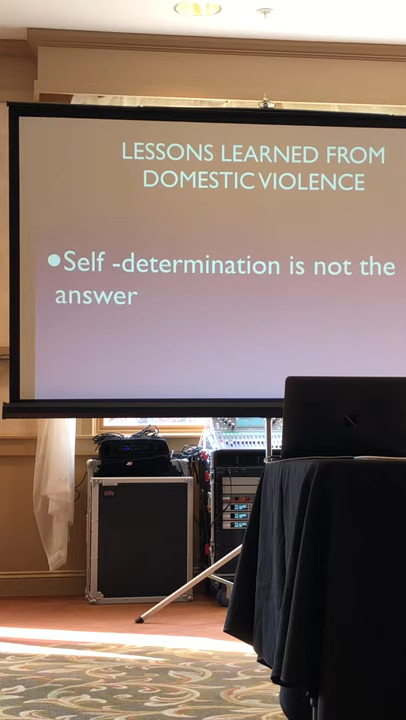 LESSONS LEARNED FROM
DOMESTIC VIOLENCE
•Self -determination is not the
answer